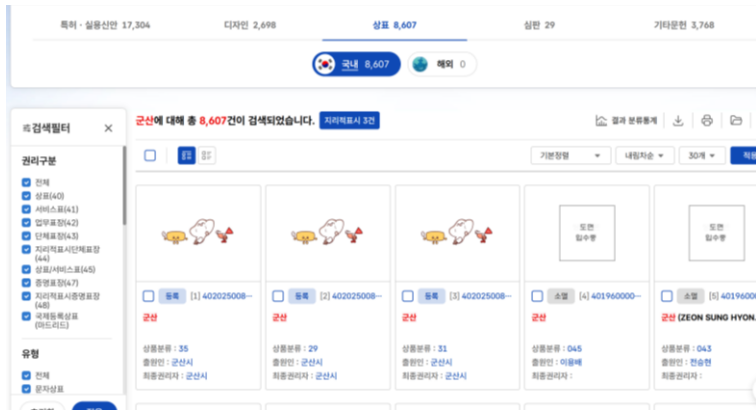 특허 · 실용신안 17,304 디자인 2,698 상표 8,607 심판 29 기타문헌 3,768
국내 8,607 해외 0
검색필터
군산에 대해 총 8,607건이 검색되었습니다. 지리적표시 3건 결과 분류통계
기본정렬 내림차순 30개 적용
권리구분
전체
상표(40)
서비스표(41)
업무표장(42)
단체표장(43)
지리적표시단체표장
(44)
상표/서비스표(45)
증명표장(47)
지리적표시증명표장
(48)
국제등록상표
(마드리드)
유형
전체
문자상표
도면
접수중
도면
접수중
등록 [1] 402025008···
군산
상품분류 : 35
출원인 : 군산시
최종권리자 : 군산시
등록 [2] 402025008···
군산
상품분류 : 29
출원인 : 군산시
최종권리자 : 군산시
등록 [3] 402025008···
군산
상품분류 : 31
출원인 : 군산시
최종권리자 : 군산시
소멸 [4] 401960000···
군산
상품분류 : 045
출원인 : 이용배
최종권리자 :
소멸 [5] 4019600
군산 (ZEON SUNG HYON
상품분류 : 043
출원인 : 전승현
최종권리자 :